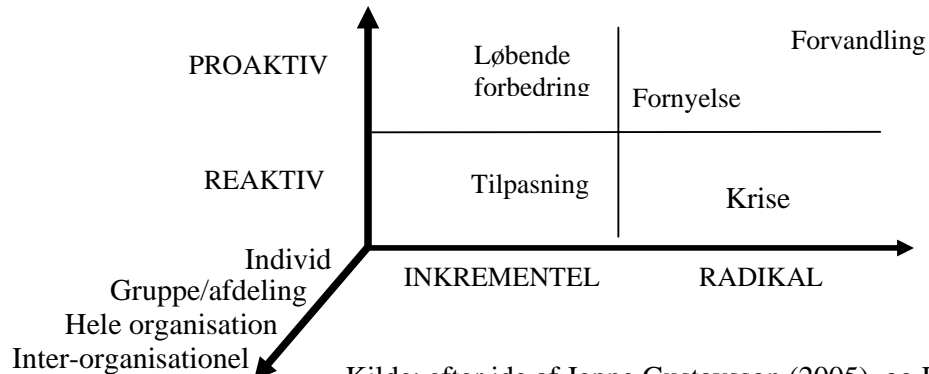 Forvandling
PROAKTIV
Løbende
forbedring
Fornyelse
REAKTIV
Tilpasning
Krise
Individ
INKREMENTEL
RADIKAL
Gruppe/afdeling
Hele organisation
Inter-organisationel
Kilde: efter ide af Jeppe Gustavsson (2005), og